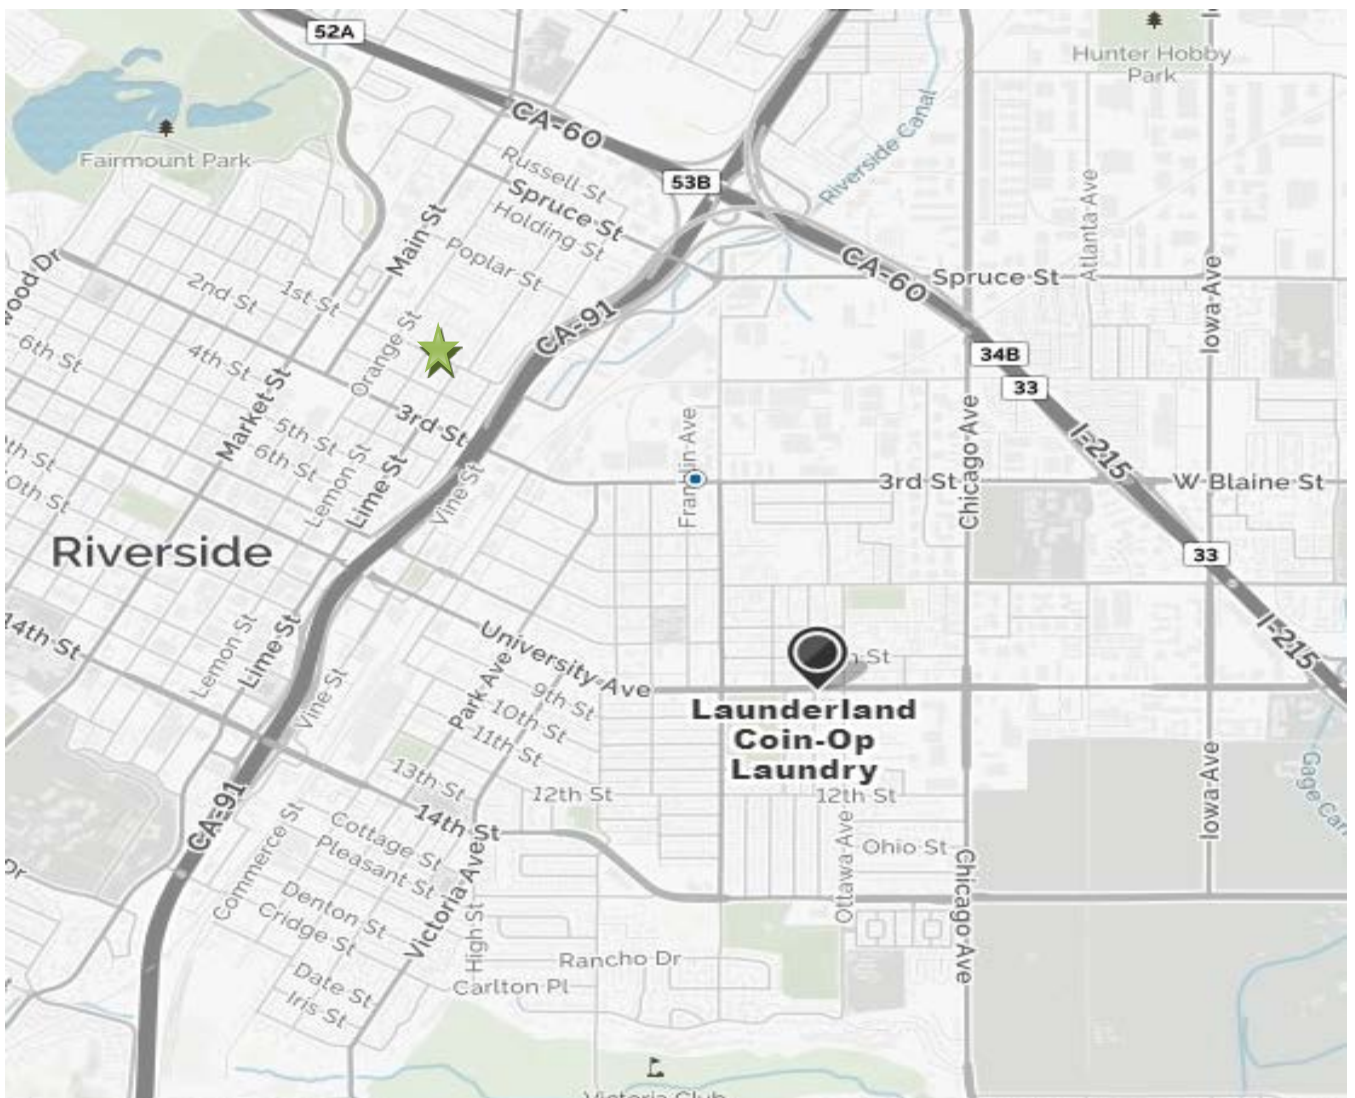 52A
Hunter Hobby
Park
CA-60
Riverside Canal
Fairmount Park
Russell St
53B
Spruce St
Holding St
Main St
Atlanta Ave
Poplar St
CA-60
Spruce St
Iowa Ave
2nd St
1st St
CA-91
Orange St
34B
6th St
4th St
33
Market St
3rd St
Chicago Ave
Franklin Ave
5th St
6th St
I-215
Lemon St
Lime St
Vine St
3rd St
W Blaine St
Riverside
33
14th St
Lemon St
Lime St
University Ave
I-215
Vine St
Park Ave
9th St
10th St
11th St
Launderland
Coin-Op
Laundry
13th St
12th St
12th St
Iowa Ave
14th St
CA-91
Commerce St
Cottage St
Pleasant St
Ottawa Ave
Ohio St
Victoria Ave
Chicago Ave
Denton St
Cridge St
High St
Rancho Dr
Carlton Pl
Date St
Iris St